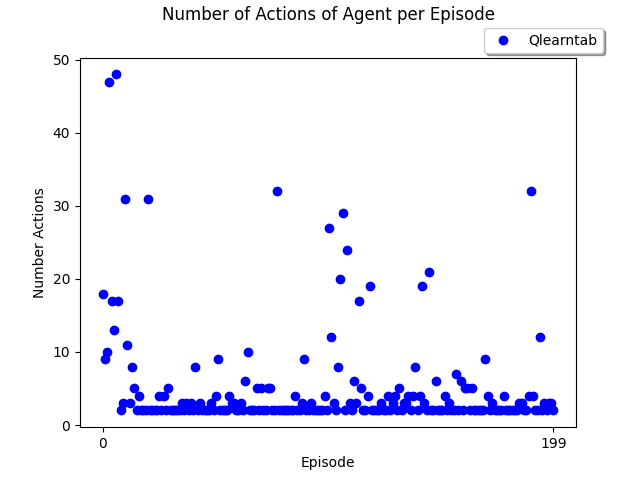 Number of Actions of Agent per Episode
Qlearntab
50
40
30
20
10
0
Number Actions
0 199
Episode